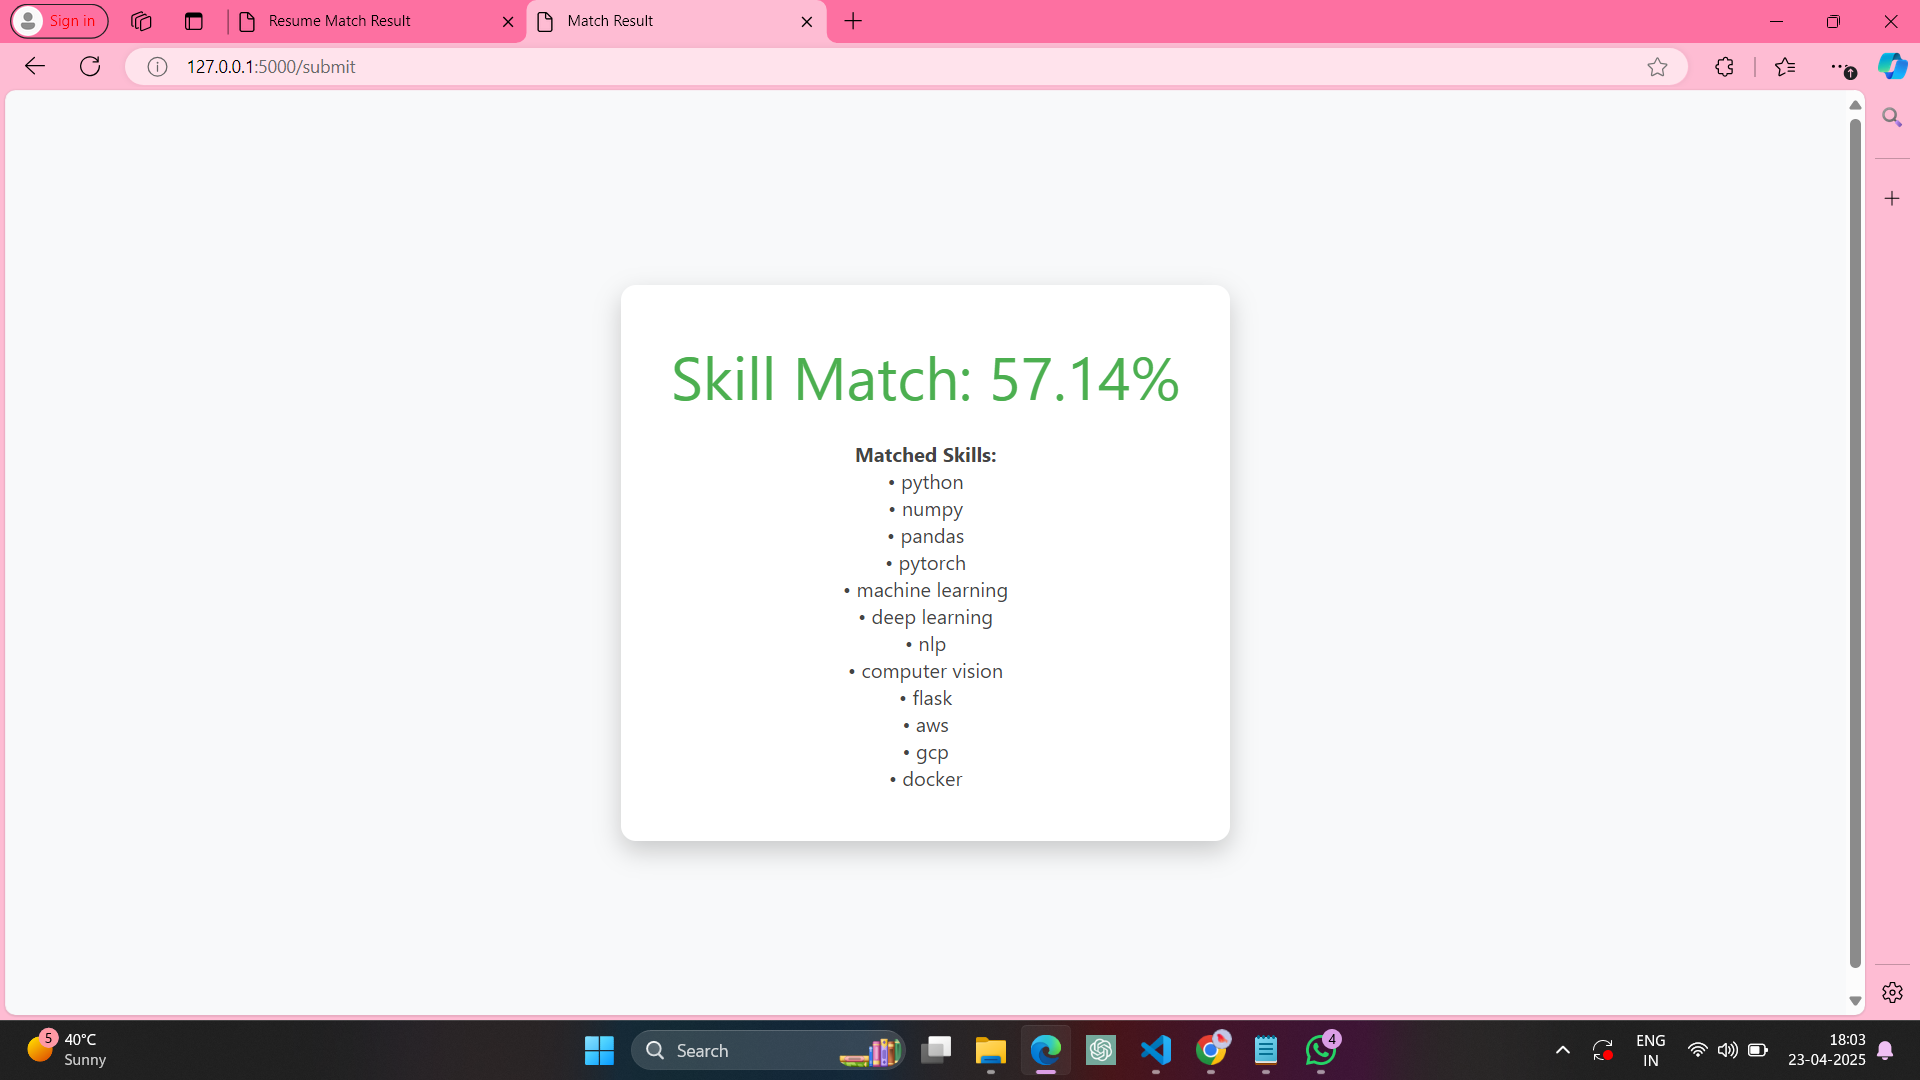 Sign in
Resume Match Result
Match Result
127.0.0.1:5000/submit
Skill Match: 57.14%
Matched Skills:
• python
• numpy
• pandas
• pytorch
• machine learning
• deep learning
• nlp
• computer vision
• flask
• aws
• gcp
• docker
5
40°C
Sunny
Search
4
ENG
IN
18:03
23-04-2025